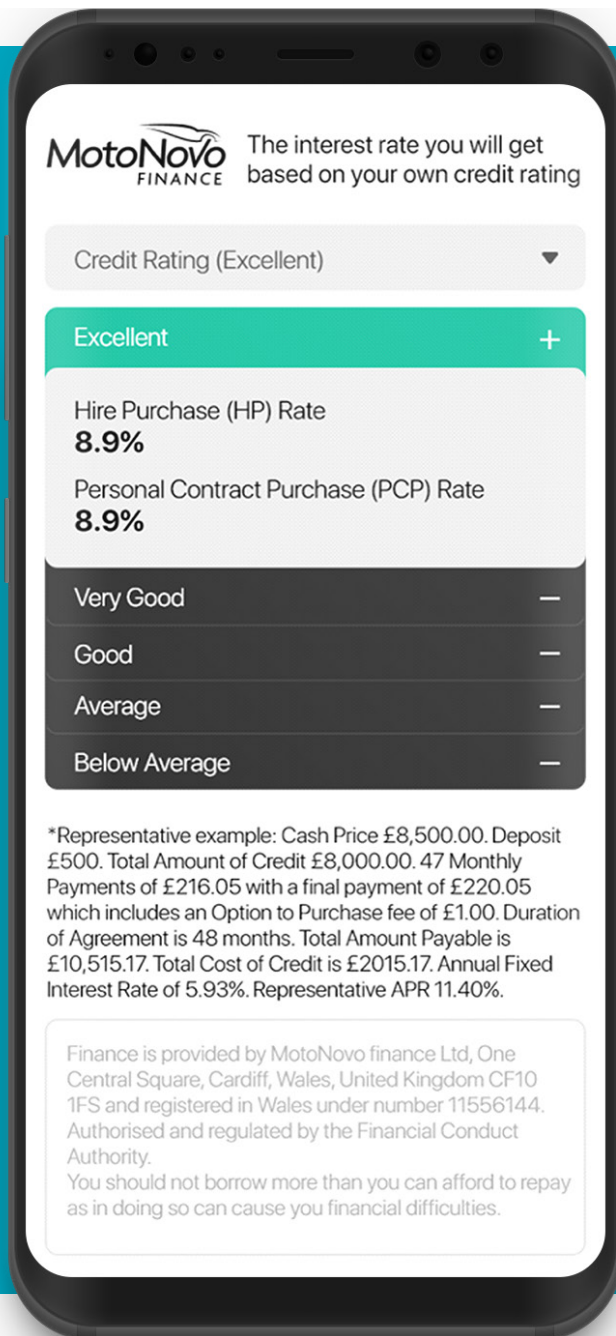 MotoNovo
FINANCE
The interest rate you will get
based on your own credit rating
Credit Rating (Excellent)
Excellent +
Hire Purchase (HP) Rate
8.9%
Personal Contract Purchase (PCP) Rate
8.9%
Very Good –
Good –
Average –
Below Average –
*Representative example: Cash Price £8,500.00. Deposit
£500. Total Amount of Credit £8,000.00. 47 Monthly
Payments of £216.05 with a final payment of £220.05
which includes an Option to Purchase fee of £1.00. Duration
of Agreement is 48 months. Total Amount Payable is
£10,515.17. Total Cost of Credit is £2015.17. Annual Fixed
Interest Rate of 5.93%. Representative APR 11.40%.
Finance is provided by MotoNovo finance Ltd, One
Central Square, Cardiff, Wales, United Kingdom CF10
1FS and registered in Wales under number 11556144.
Authorised and regulated by the Financial Conduct
Authority.
You should not borrow more than you can afford to repay
as in doing so can cause you financial difficulties.